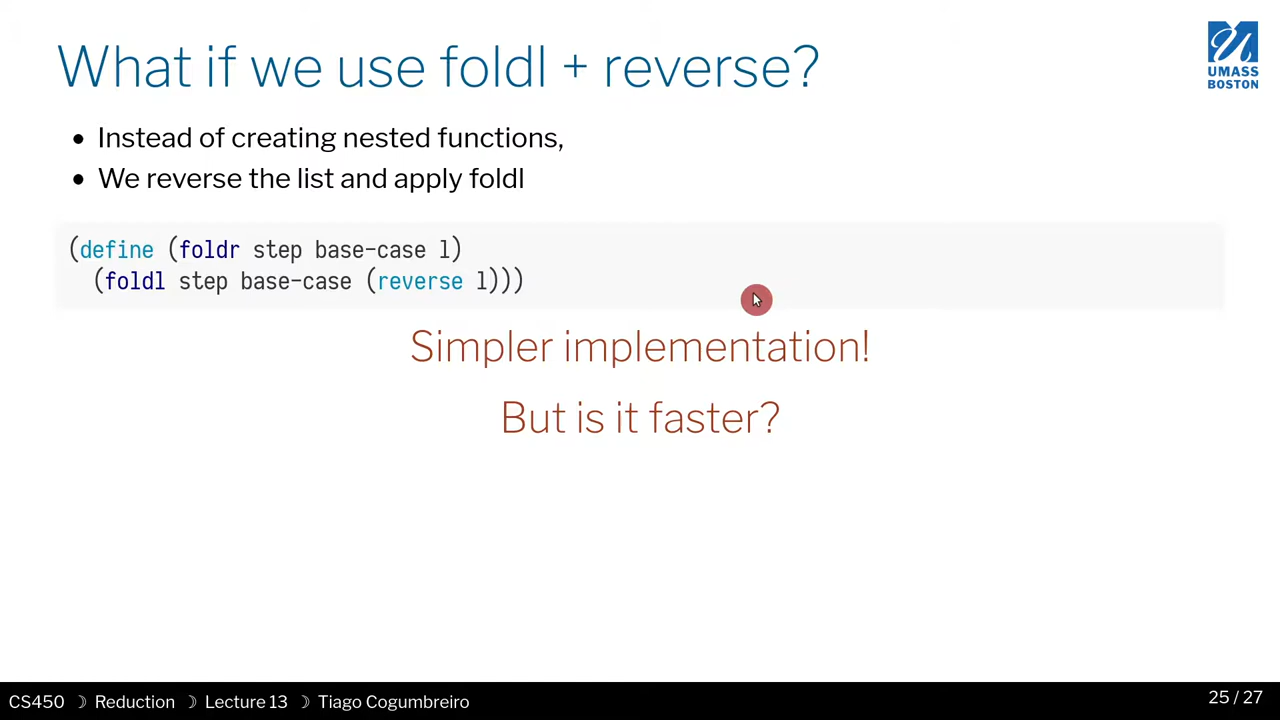 What if we use foldl + reverse?
UMASS
BOSTON
• Instead of creating nested functions,
• We reverse the list and apply foldl
(define (foldr step base-case l)
  (foldl step base-case (reverse l)))
Simpler implementation!
But is it faster?
CS450 ☽ Reduction ☽ Lecture 13 ☽ Tiago Cogumbreiro
25 / 27